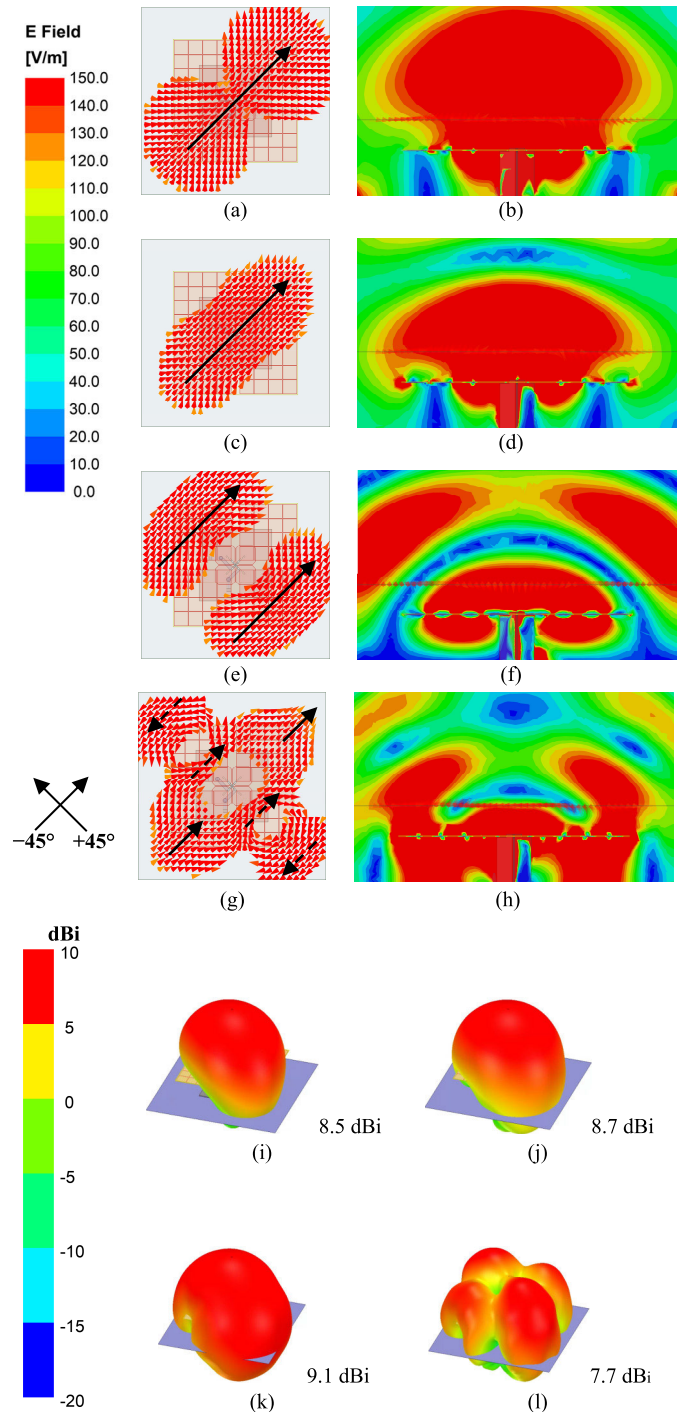 E Field
[V/m]
150.0
140.0
130.0
120.0
110.0
100.0
90.0
80.0
70.0
60.0
50.0
40.0
30.0
20.0
10.0
0.0
(a)
(b)
(c)
(d)
(e)
(f)
−45° +45°
(g)
(h)
dBi
10
5
0
-5
-10
-15
-20
8.5 dBi
(i)
8.7 dBi
(j)
9.1 dBi
(k)
7.7 dBi
(l)